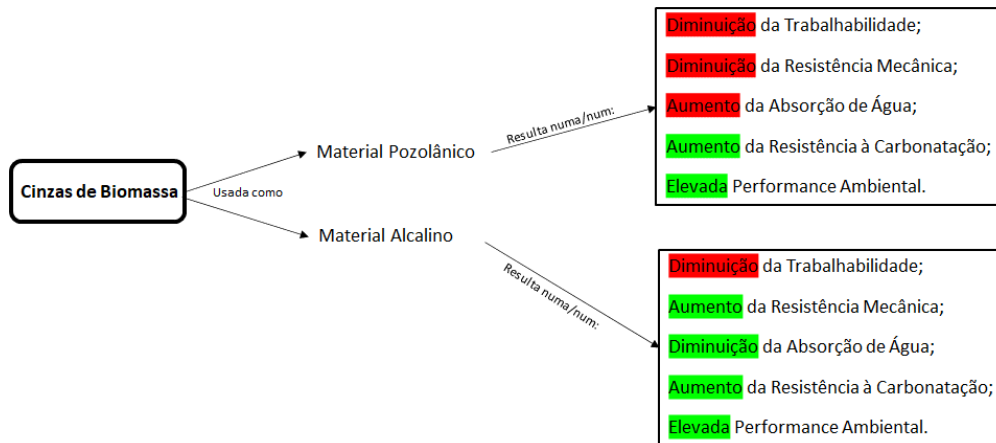 Cinzas de Biomassa
Usada como
Material Pozolânico
Resulta numa/num:
Diminuição da Trabalhabilidade;
Diminuição da Resistência Mecânica;
Aumento da Absorção de Água;
Aumento da Resistência à Carbonatação;
Elevada Performance Ambiental.
Material Alcalino
Resulta numa/num:
Diminuição da Trabalhabilidade;
Aumento da Resistência Mecânica;
Diminuição da Absorção de Água;
Aumento da Resistência à Carbonatação;
Elevada Performance Ambiental.